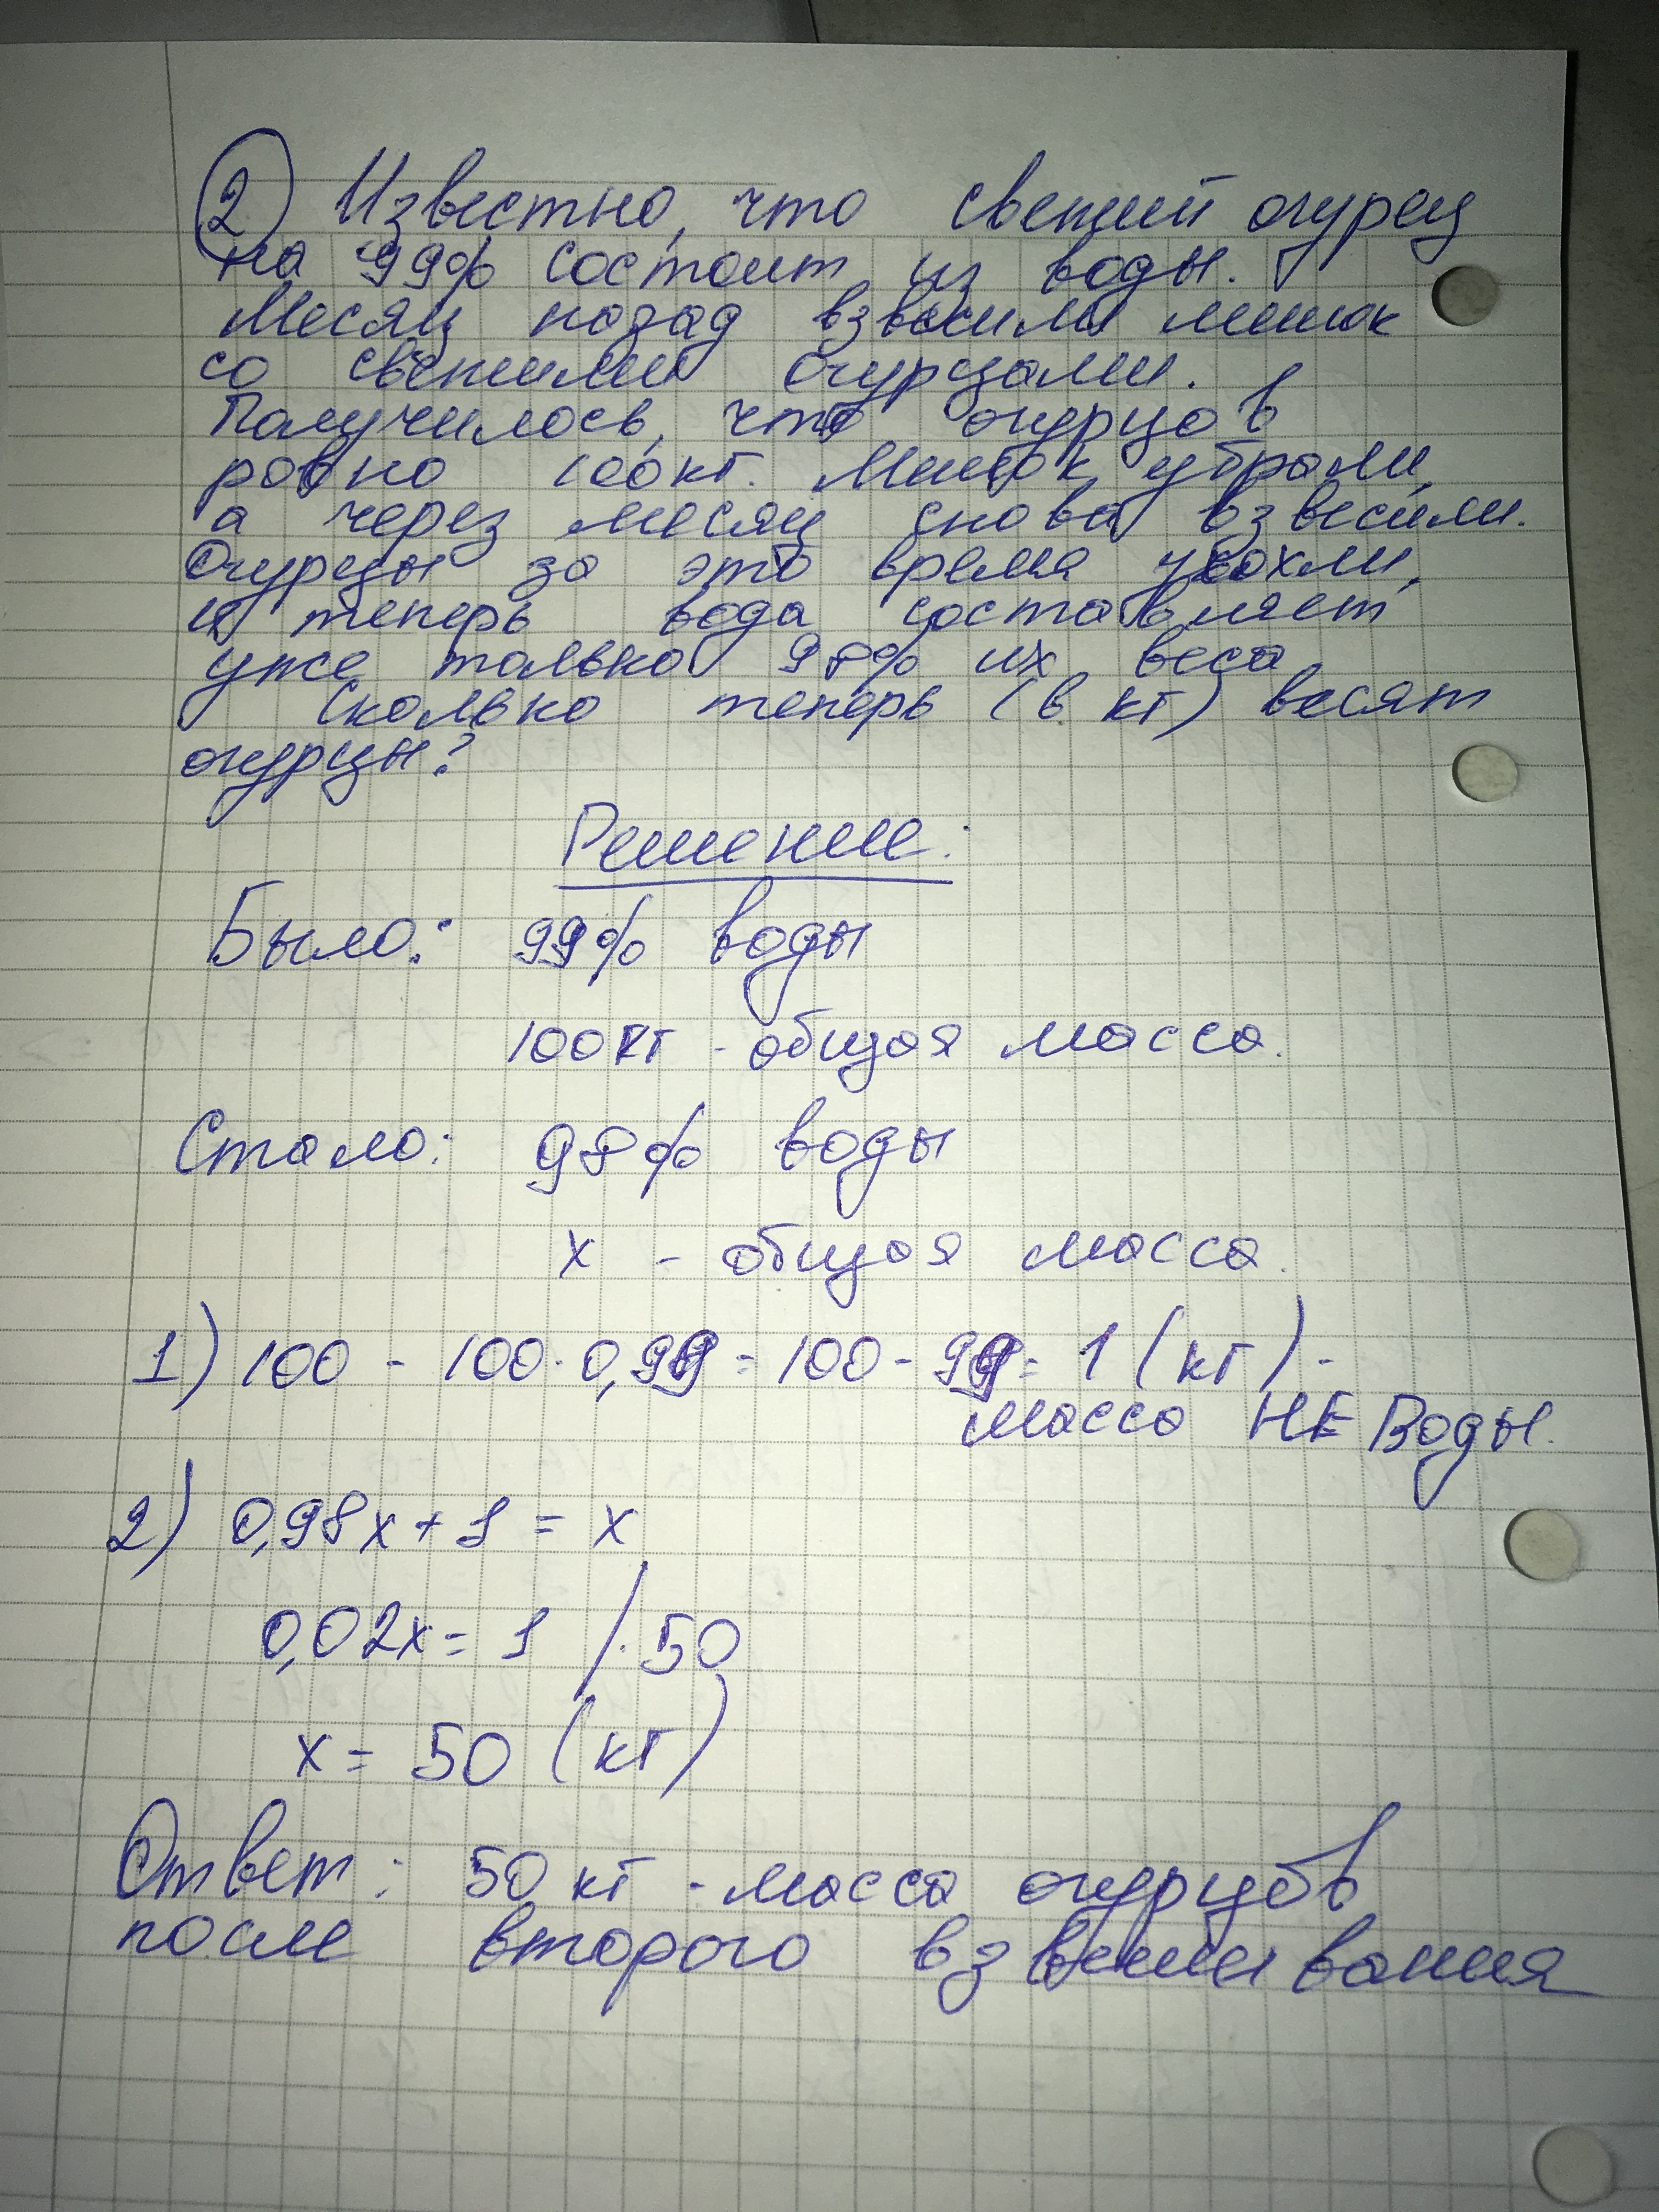 2) Известно, что свежий огурец
на 99% состоит из воды.
Месяц назад взвесили мешок
со свежими огурцами.
Получилось, что огурцов
ровно 100 кг. Мешок убрали,
а через месяц снова взвесили.
Огурцы за это время усохли,
и теперь вода составляет
уже только 98% их веса
Сколько теперь (в кг) весят
огурцы?
Решение:
Было: 99% воды
100 кг - общая масса.
Стало: 98% воды
x - общая масса.
1) 100 - 100·0,99 = 100 - 99 = 1 (кг) -
масса НЕ Воды.
2) 0,98x + 1 = x
0,02x = 1 /·50
x = 50 (кг)
Ответ: 50 кг - масса огурцов
после второго взвешивания